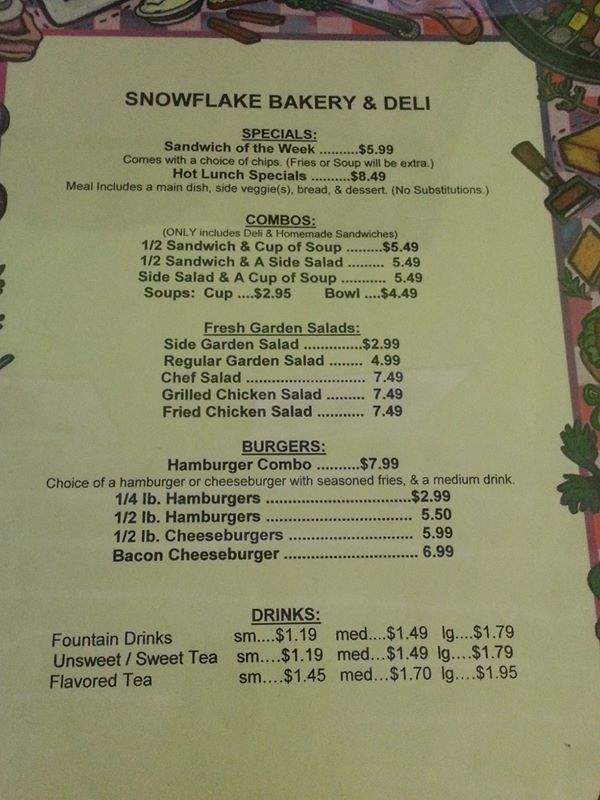 SNOWFLAKE BAKERY & DELI
SPECIALS:
Sandwich of the Week ..........$5.99
Comes with a choice of chips. (Fries or Soup will be extra.)
Hot Lunch Specials ..........$8.49
Meal Includes a main dish, side veggie(s), bread, & dessert. (No Substitutions.)
COMBOS:
(ONLY includes Deli & Homemade Sandwiches)
1/2 Sandwich & Cup of Soup .........$5.49
1/2 Sandwich & A Side Salad ......... 5.49
Side Salad & A Cup of Soup ........... 5.49
Soups: Cup ....$2.95 Bowl ....$4.49
Fresh Garden Salads:
Side Garden Salad ..............$2.99
Regular Garden Salad ........ 4.99
Chef Salad ............................ 7.49
Grilled Chicken Salad ......... 7.49
Fried Chicken Salad ........... 7.49
BURGERS:
Hamburger Combo ..........$7.99
Choice of a hamburger or cheeseburger with seasoned fries, & a medium drink.
1/4 lb. Hamburgers ..................................$2.99
1/2 lb. Hamburgers .................................. 5.50
1/2 lb. Cheeseburgers ............................. 5.99
Bacon Cheeseburger ............................... 6.99
DRINKS:
Fountain Drinks sm....$1.19 med....$1.49 lg....$1.79
Unsweet / Sweet Tea sm....$1.19 med...$1.49 lg....$1.79
Flavored Tea sm....$1.45 med...$1.70 lg....$1.95